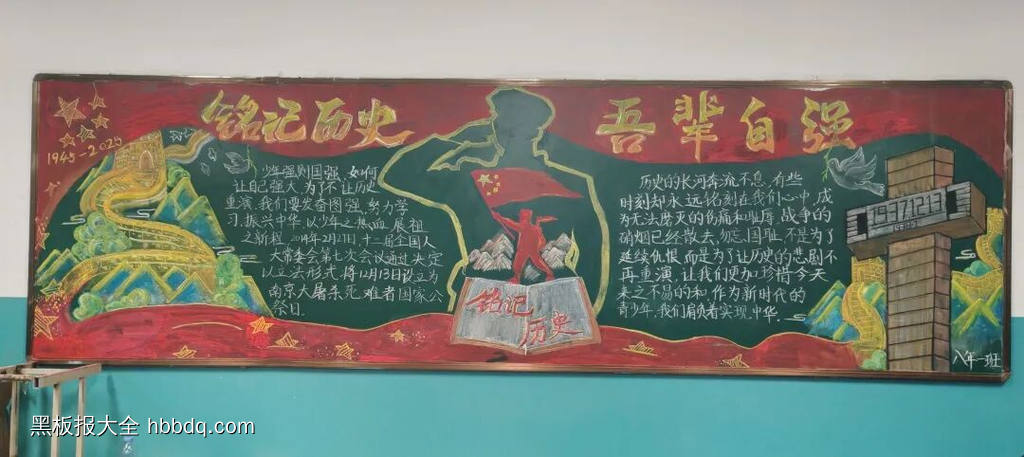 铭记历史 吾辈自强
1945-2025
少年强则国强、如何
让自己强大,为了不让历史
重演,我们要发奋图强,努力学
习,振兴中华,以少年之热血,展祖
之新程,2014年2月27日,十二届全国人
大常委会第七次会议通过决定
以立法形式,将12月13日设立为
南京大屠杀死难者国家公
祭日.
历史的长河奔流不息,有些
时刻却永远铭刻在我们心中,成
为无法磨灭的伤痛和耻辱,战争的
硝烟已经散去,勿忘国耻,不是为了
延续仇恨,而是为了让历史的悲剧不
再重演,让我们更加珍惜今天
来之不易的和,作为新时代的
青少年,我们肩负着实现中华.
19371213
铭记
历史
八年一班
黑板报大全 hbbdq.com